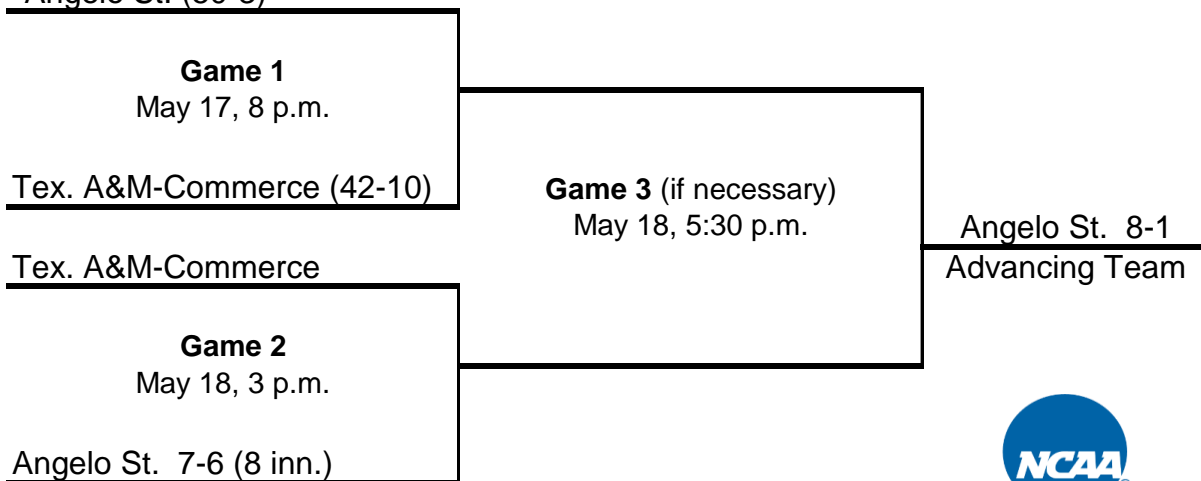 Game 1
May 17, 8 p.m.
Tex. A&M-Commerce (42-10)
Game 3 (if necessary)
May 18, 5:30 p.m.
Angelo St.  8-1
Advancing Team
Tex. A&M-Commerce
Game 2
May 18, 3 p.m.
Angelo St.  7-6 (8 inn.)
NCAA